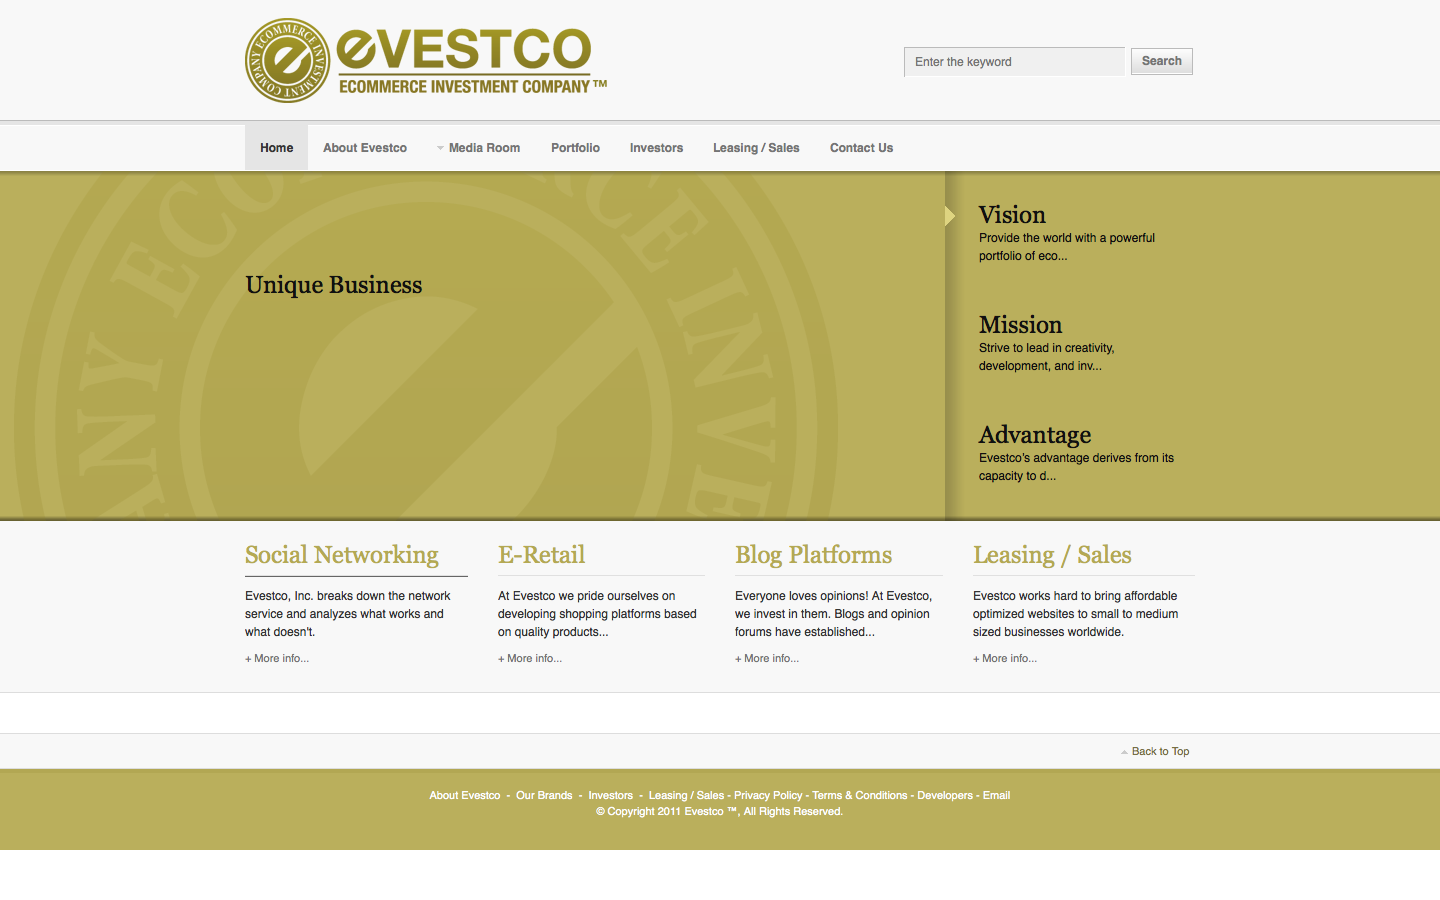 ECOMMERCE INVESTMENT COMPANY
eVESTCO
ECOMMERCE INVESTMENT COMPANY™
Enter the keyword
Search
Home
About Evestco
Media Room
Portfolio
Investors
Leasing / Sales
Contact Us
Unique Business
Vision
Provide the world with a powerful
portfolio of eco...
Mission
Strive to lead in creativity,
development, and inv...
Advantage
Evestco's advantage derives from its
capacity to d...
Social Networking
Evestco, Inc. breaks down the network
service and analyzes what works and
what doesn't.
+ More info...
E-Retail
At Evestco we pride ourselves on
developing shopping platforms based
on quality products...
+ More info...
Blog Platforms
Everyone loves opinions! At Evestco,
we invest in them. Blogs and opinion
forums have established...
+ More info...
Leasing / Sales
Evestco works hard to bring affordable
optimized websites to small to medium
sized businesses worldwide.
+ More info...
Back to Top
About Evestco - Our Brands - Investors - Leasing / Sales - Privacy Policy - Terms & Conditions - Developers - Email
© Copyright 2011 Evestco ™, All Rights Reserved.